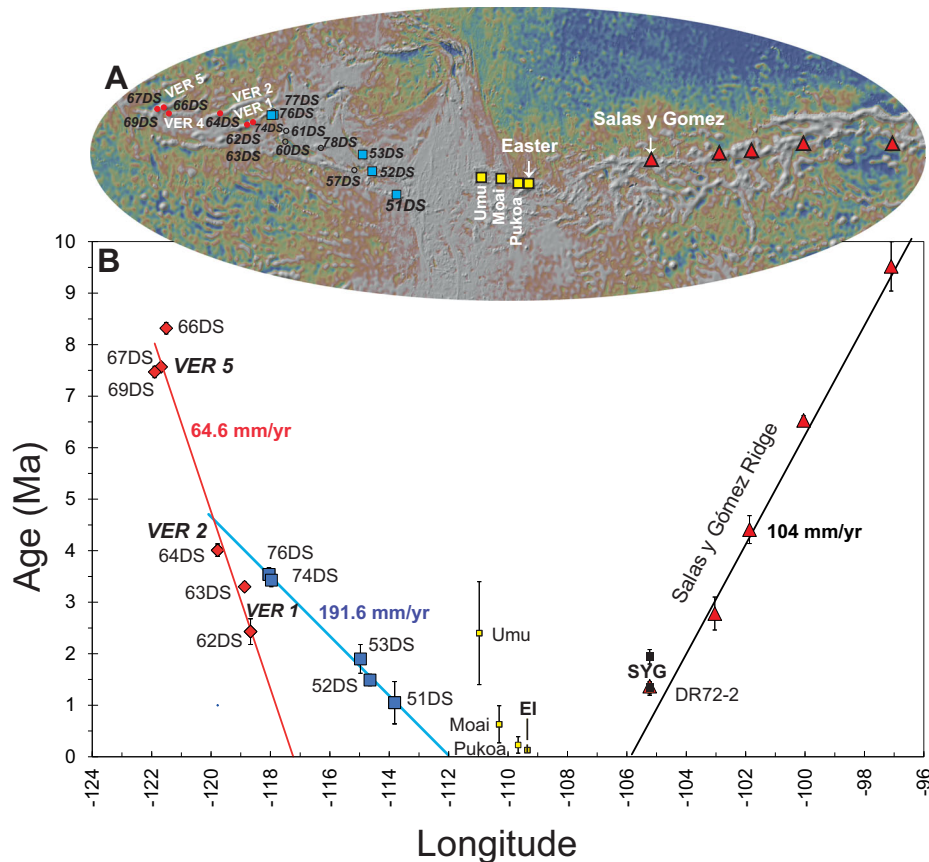 A
VER 5
67DS
66DS
69DS
VER 4
VER 2
VER 1
64DS
77DS
76DS
74DS
61DS
62DS
63DS
60DS
78DS
53DS
57DS
52DS
51DS
Umu
Moai
Pukoa
Easter
Salas y Gomez
B
10
9
8
7
6
5
4
3
2
1
0
Age (Ma)
66DS
67DS
VER 5
69DS
64.6 mm/yr
VER 2
64DS
76DS
74DS
63DS
VER 1
191.6 mm/yr
62DS
53DS
52DS
51DS
Umu
Moai
Pukoa
EI
SYG
DR72-2
Salas y Gómez Ridge
104 mm/yr
-124
-122
-120
-118
-116
-114
-112
-110
-108
-106
-104
-102
-100
-98
-96
Longitude